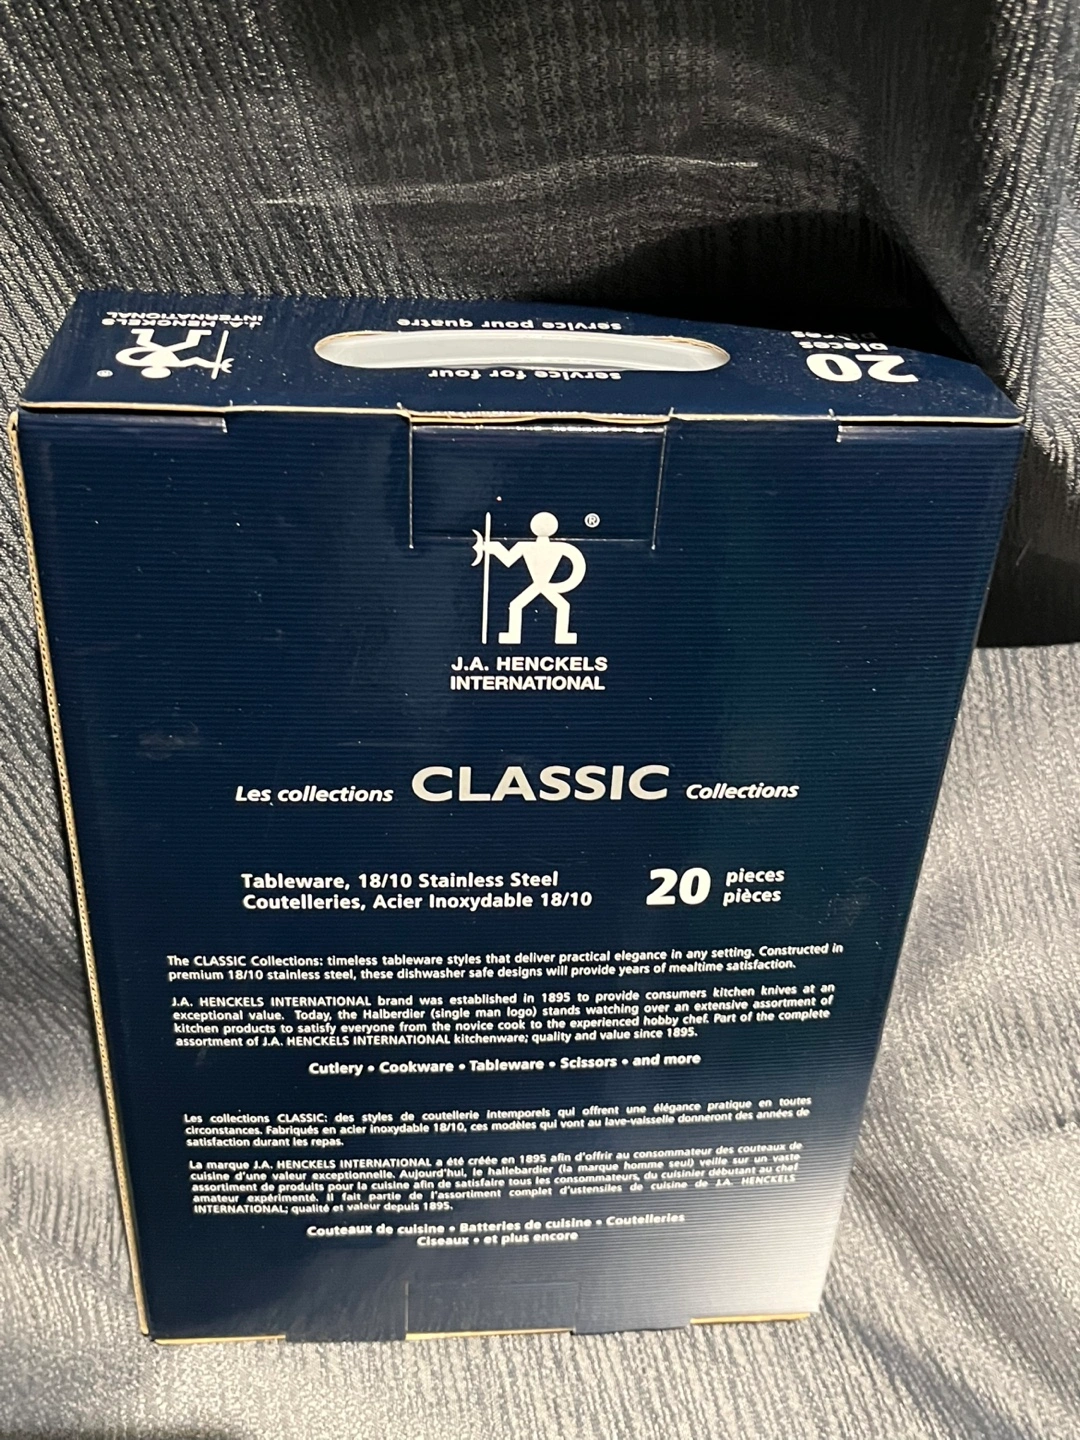 J.A. HENCKELS
INTERNATIONAL
®
service pour quatre
service for four
20 pieces
pièces
®
J.A. HENCKELS
INTERNATIONAL
Les collections CLASSIC Collections
Tableware, 18/10 Stainless Steel
Coutelleries, Acier Inoxydable 18/10
20 pieces
pièces
The CLASSIC Collections: timeless tableware styles that deliver practical elegance in any setting. Constructed in
premium 18/10 stainless steel, these dishwasher safe designs will provide years of mealtime satisfaction.
J.A. HENCKELS INTERNATIONAL brand was established in 1895 to provide consumers kitchen knives at an
exceptional value. Today, the Halberdier (single man logo) stands watching over an extensive assortment of
kitchen products to satisfy everyone from the novice cook to the experienced hobby chef. Part of the complete
assortment of J.A. HENCKELS INTERNATIONAL kitchenware; quality and value since 1895.
Cutlery • Cookware • Tableware • Scissors • and more
Les collections CLASSIC: des styles de coutellerie intemporels qui offrent une élégance pratique en toutes
circonstances. Fabriqués en acier inoxydable 18/10, ces modèles qui vont au lave-vaisselle donneront des années de
satisfaction durant les repas.
La marque J.A. HENCKELS INTERNATIONAL a été créée en 1895 afin d'offrir au consommateur des couteaux de
cuisine d'une valeur exceptionnelle. Aujourd'hui, le hallebardier (la marque homme seul) veille sur un vaste
assortiment de produits pour la cuisine afin de satisfaire tous les consommateurs, du cuisinier débutant au chef
amateur expérimenté. Il fait partie de l'assortiment complet d'ustensiles de cuisine de J.A. HENCKELS
INTERNATIONAL; qualité et valeur depuis 1895.
Couteaux de cuisine • Batteries de cuisine • Coutelleries
Ciseaux • et plus encore